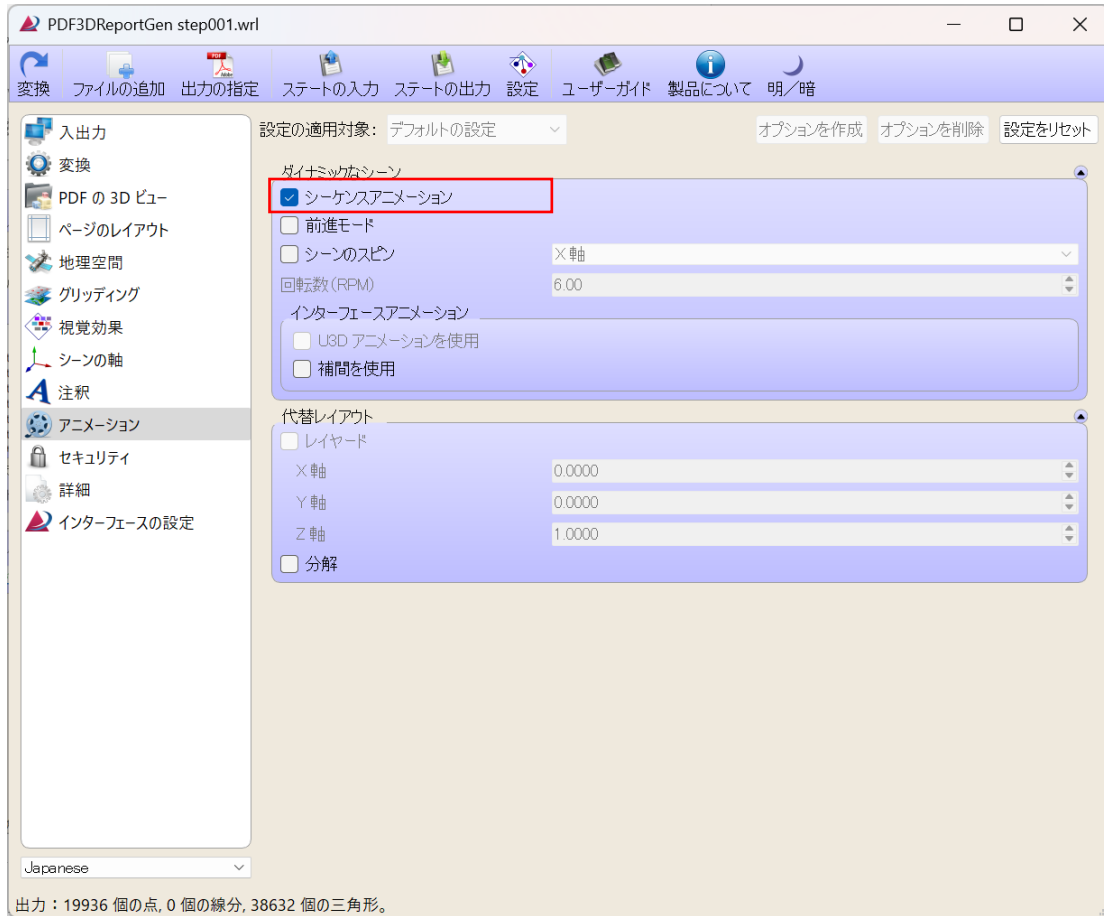 PDF3DReportGen step001.wrl
変換 ファイルの追加 出力の指定 ステートの入力 ステートの出力 設定 ユーザーガイド 製品について 明／暗
入出力
変換
PDF の 3D ビュー
ページのレイアウト
地理空間
グリッディング
視覚効果
シーンの軸
注釈
アニメーション
セキュリティ
詳細
インターフェースの設定
Japanese
設定の適用対象: デフォルトの設定 オプションを作成 オプションを削除 設定をリセット
ダイナミックなシーン
シーケンスアニメーション
前進モード
シーンのスピン X 軸
回転数(RPM) 6.00
インターフェースアニメーション
U3D アニメーションを使用
補間を使用
代替レイアウト
レイヤード
X 軸 0.0000
Y 軸 0.0000
Z 軸 1.0000
分解
出力：19936 個の点, 0 個の線分, 38632 個の三角形。